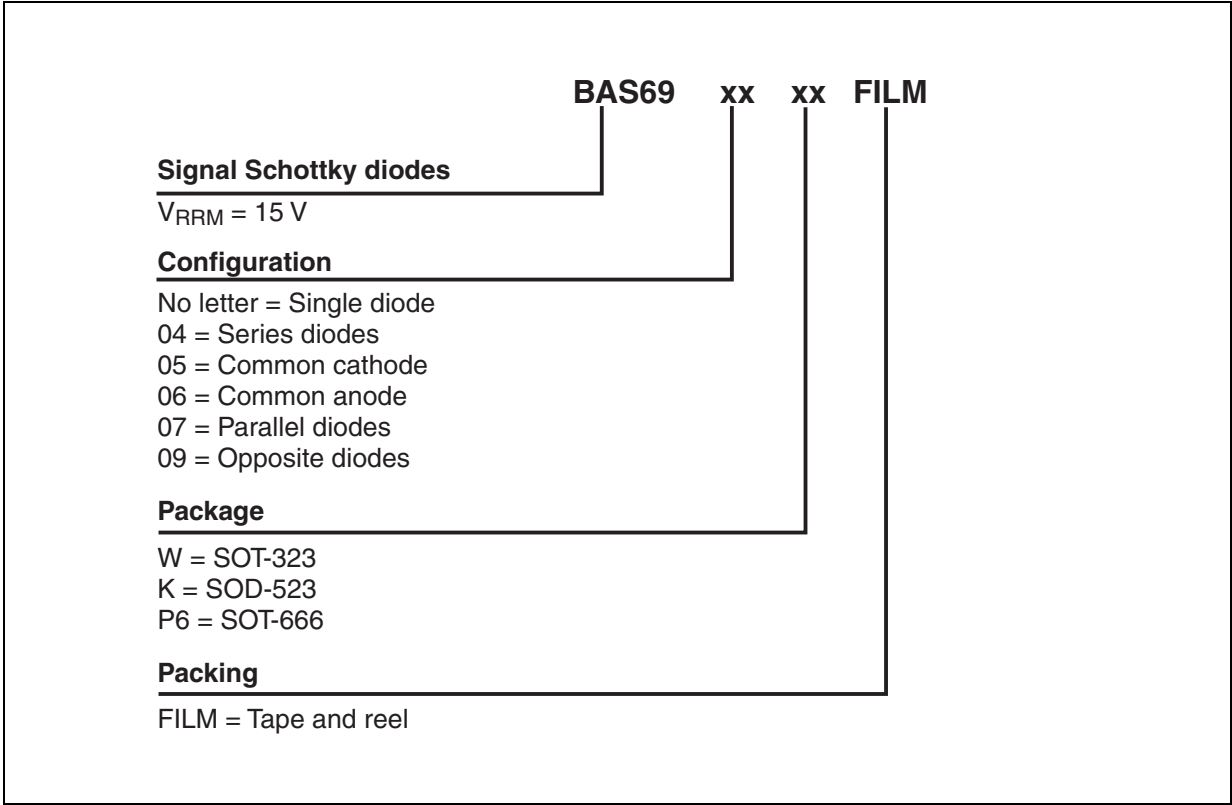 BAS69 xx xx FILM
Signal Schottky diodes
VRRM = 15 V
Configuration
No letter = Single diode
04 = Series diodes
05 = Common cathode
06 = Common anode
07 = Parallel diodes
09 = Opposite diodes
Package
W = SOT-323
K = SOD-523
P6 = SOT-666
Packing
FILM = Tape and reel